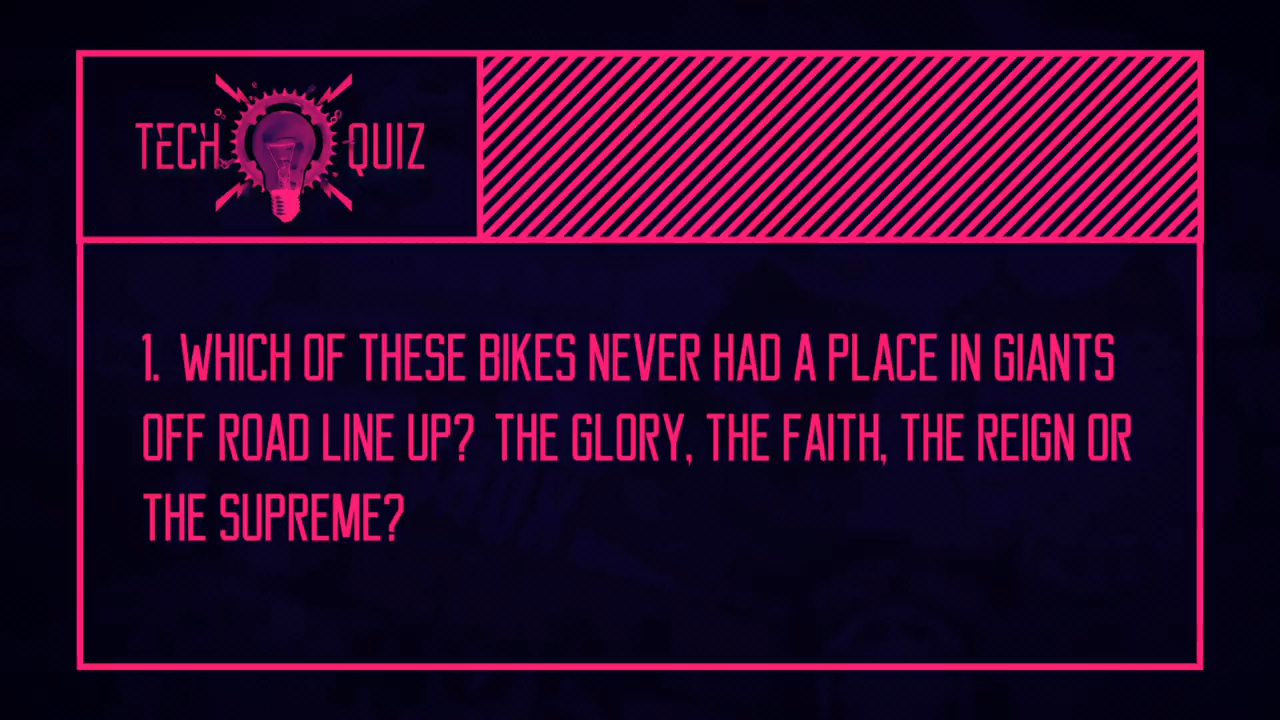 TECH QUIZ
1. WHICH OF THESE BIKES NEVER HAD A PLACE IN GIANTS
OFF ROAD LINE UP? THE GLORY, THE FAITH, THE REIGN OR
THE SUPREME?